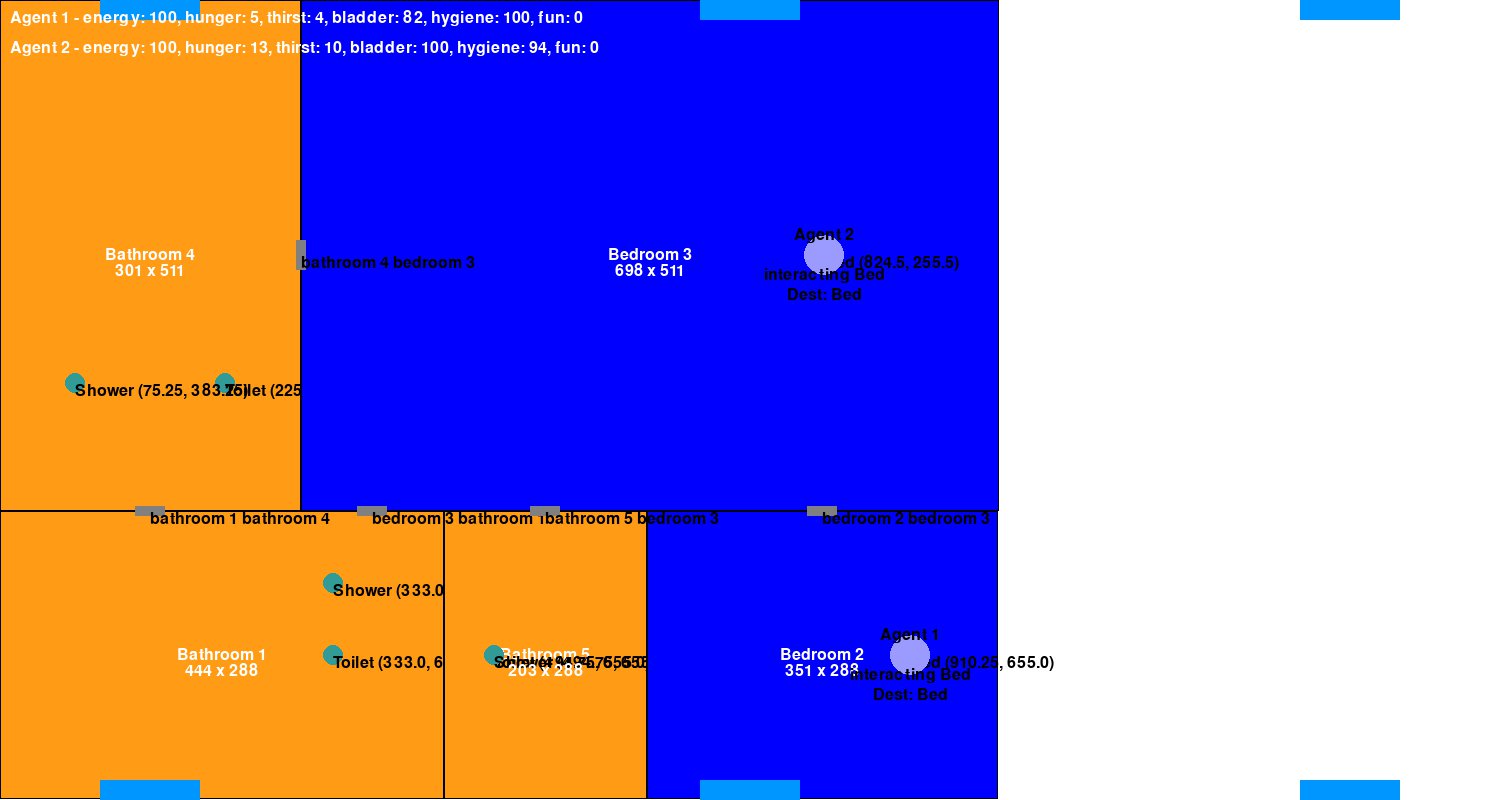 Agent 1 - energy: 100, hunger: 5, thirst: 4, bladder: 82, hygiene: 100, fun: 0
Agent 2 - energy: 100, hunger: 13, thirst: 10, bladder: 100, hygiene: 94, fun: 0
Agent 2
Bathroom 4
301 x 511
bathroom 4 bedroom 3
Bedroom 3
698 x 511
d (824.5, 255.5)
interacting Bed
Dest: Bed
Shower (75.25, 383.25)
Toilet (225
bathroom 1 bathroom 4
bedroom 3 bathroom 1
bathroom 5 bedroom 3
bedroom 2 bedroom 3
Shower (333.0
Agent 1
Bathroom 1
444 x 288
Toilet (333.0, 6
Bathroom 5
203 x 288
Bedroom 2
351 x 288
d (910.25, 655.0)
interacting Bed
Dest: Bed